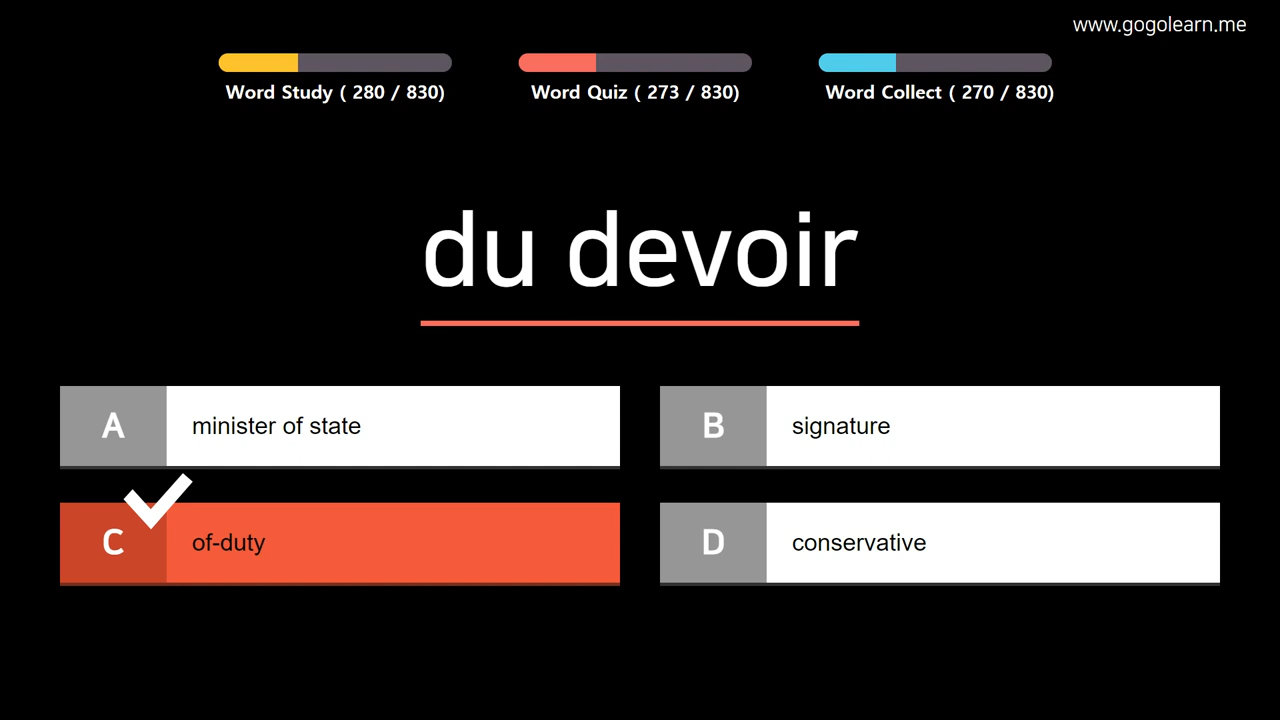 www.gogolearn.me
Word Study ( 280 / 830)
Word Quiz ( 273 / 830)
Word Collect ( 270 / 830)
du devoir
A
minister of state
B
signature
C
of-duty
D
conservative